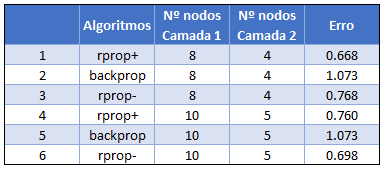 Algoritmos Nº nodos Camada 1 Nº nodos Camada 2 Erro
1 rprop+ 8 4 0.668
2 backprop 8 4 1.073
3 rprop- 8 4 0.768
4 rprop+ 10 5 0.760
5 backprop 10 5 1.073
6 rprop- 10 5 0.698